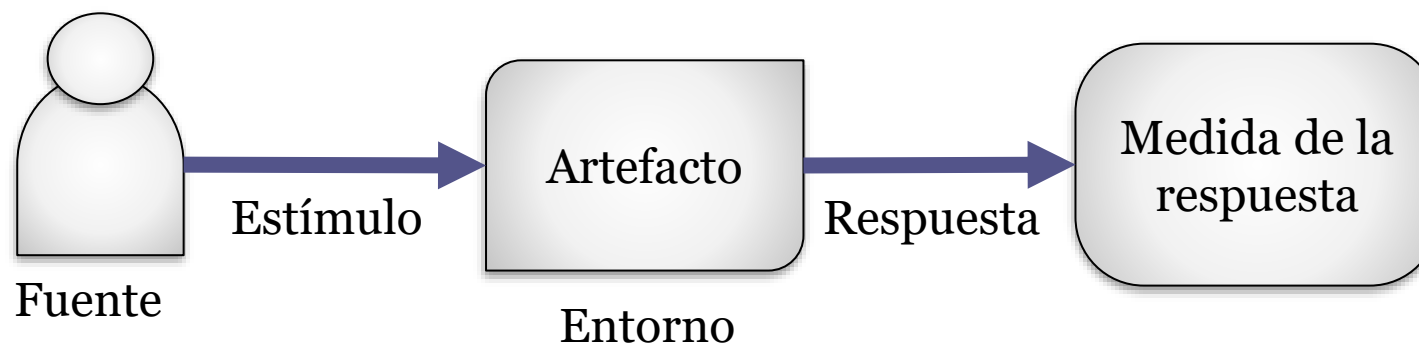 Fuente
Estímulo
Artefacto
Entorno
Respuesta
Medida de la
respuesta